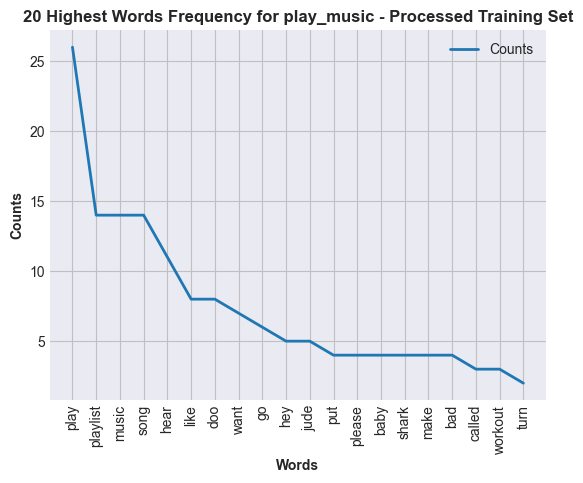 20 Highest Words Frequency for play_music - Processed Training Set
Counts
25
20
15
10
5
Counts
play
playlist
music
song
hear
like
doo
want
go
hey
jude
put
please
baby
shark
make
bad
called
workout
turn
Words